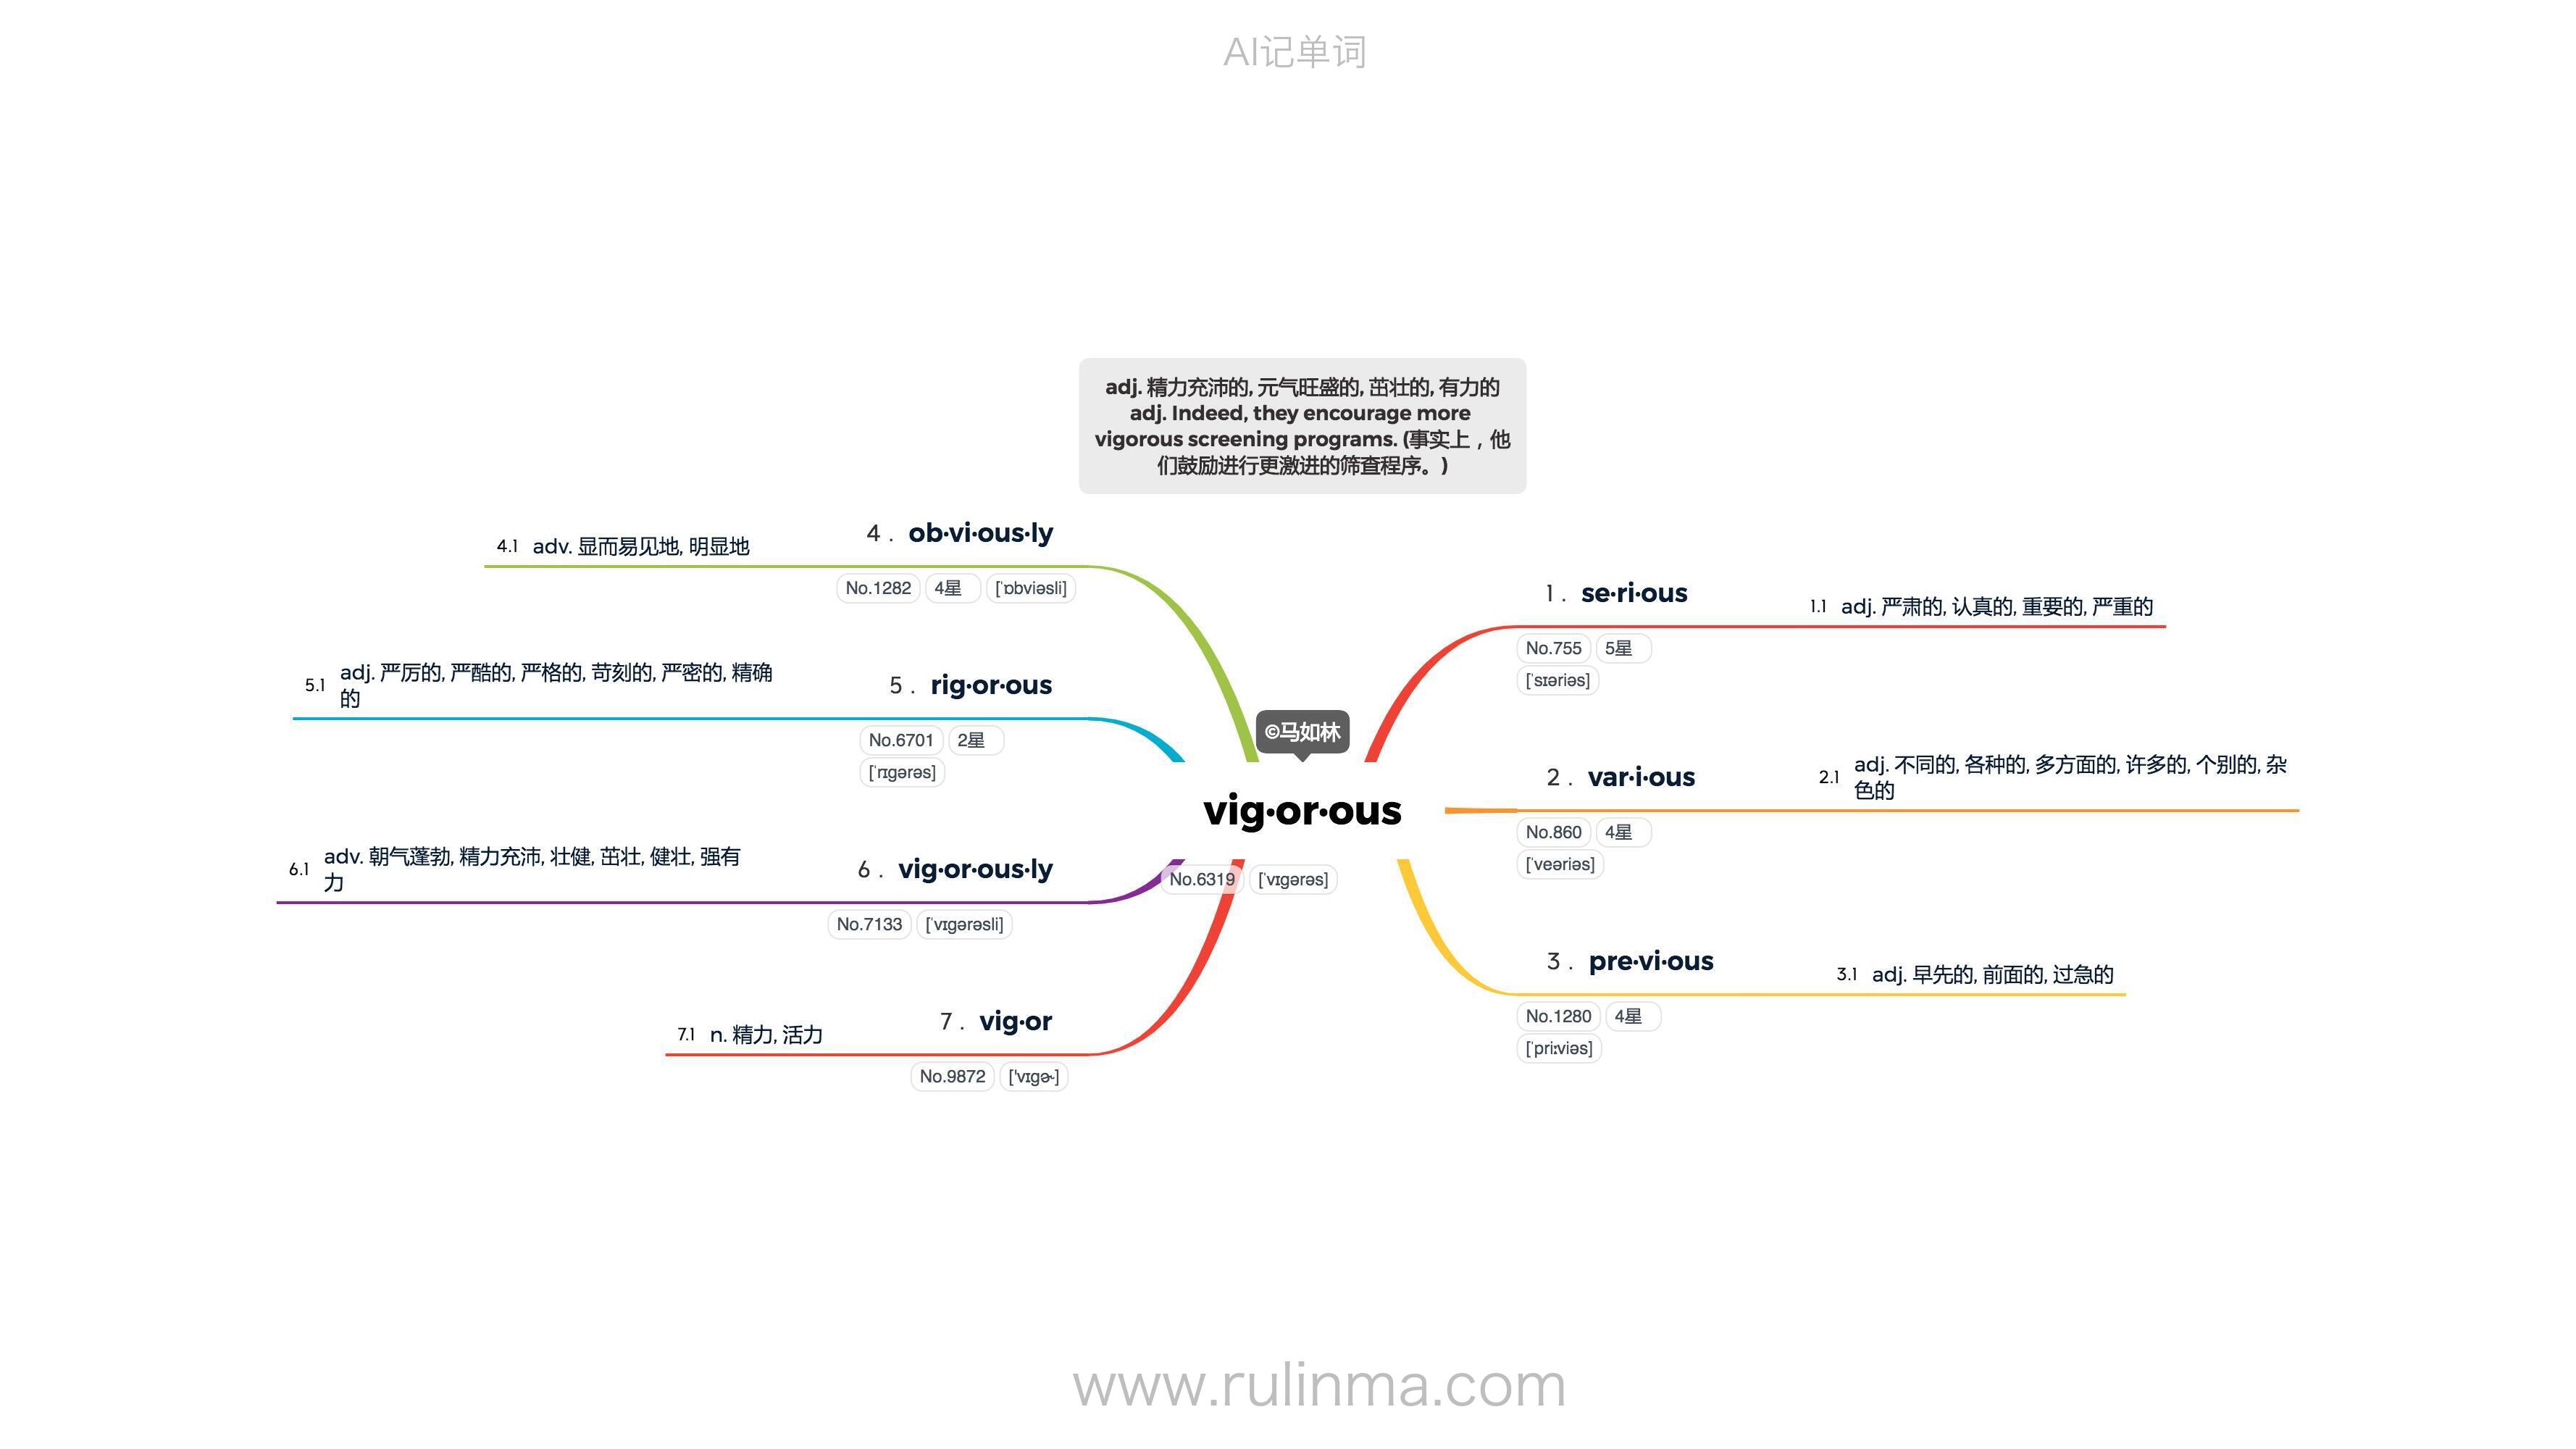 AI记单词
adj. 精力充沛的, 元气旺盛的, 茁壮的, 有力的
adj. Indeed, they encourage more
vigorous screening programs. (事实上，他
们鼓励进行更激进的筛查程序。)
©马如林
vig·or·ous
No.6319 [ˈvɪgərəs]
1 . se·ri·ous
No.755 5星
[ˈsɪəriəs]
1.1 adj. 严肃的, 认真的, 重要的, 严重的
2 . var·i·ous
No.860 4星
[ˈveəriəs]
2.1 adj. 不同的, 各种的, 多方面的, 许多的, 个别的, 杂
色的
3 . pre·vi·ous
No.1280 4星
[ˈpriːviəs]
3.1 adj. 早先的, 前面的, 过急的
4 . ob·vi·ous·ly
No.1282 4星 [ˈɒbviəsli]
4.1 adv. 显而易见地, 明显地
5 . rig·or·ous
No.6701 2星
[ˈrɪgərəs]
5.1 adj. 严厉的, 严酷的, 严格的, 苛刻的, 严密的, 精确
的
6 . vig·or·ous·ly
No.7133 [ˈvɪgərəsli]
6.1 adv. 朝气蓬勃, 精力充沛, 壮健, 茁壮, 健壮, 强有
力
7 . vig·or
No.9872 [ˈvɪgɚ]
7.1 n. 精力, 活力
www.rulinma.com